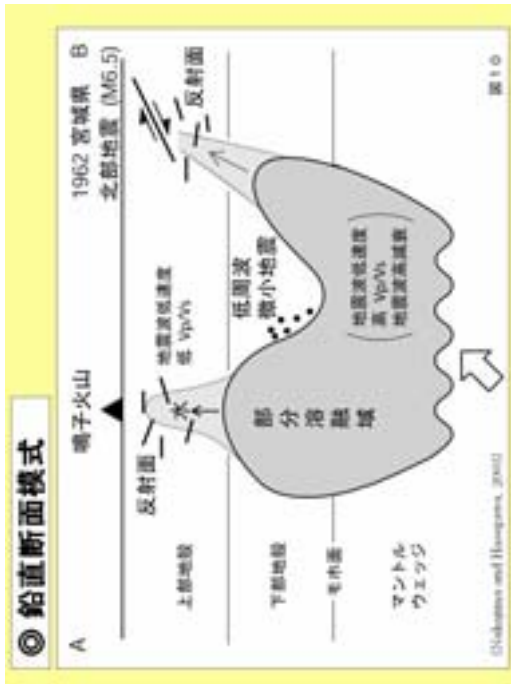 ◎ 鉛直断面模式
A
鳴子火山
1962 宮城県
北部地震 (M6.5)
B
反射面
水
地震波低速度
低 Vp/Vs
反射面
上部地殻
低周波
微小地震
下部地殻
部分溶融域
モホ面
マントル
ウェッジ
地震波低速度
高 Vp/Vs
地震波高減衰
図10